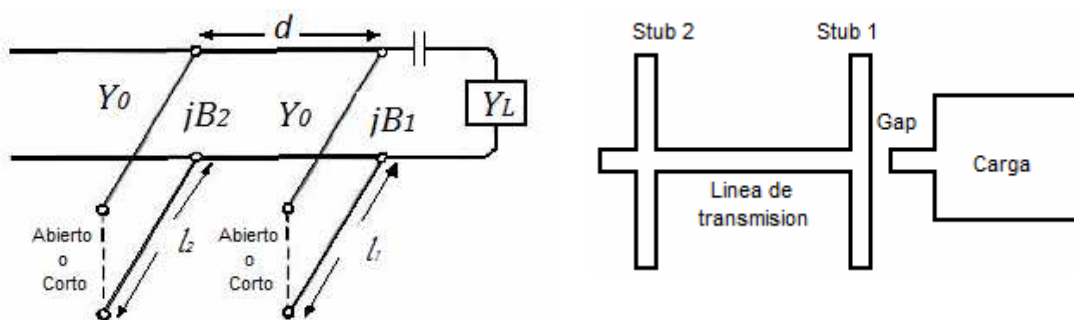 d
Y0
jB2
Y0
jB1
YL
Abierto
o
Corto
l2
Abierto
o
Corto
l1
Stub 2
Stub 1
Gap
Carga
Linea de
transmision